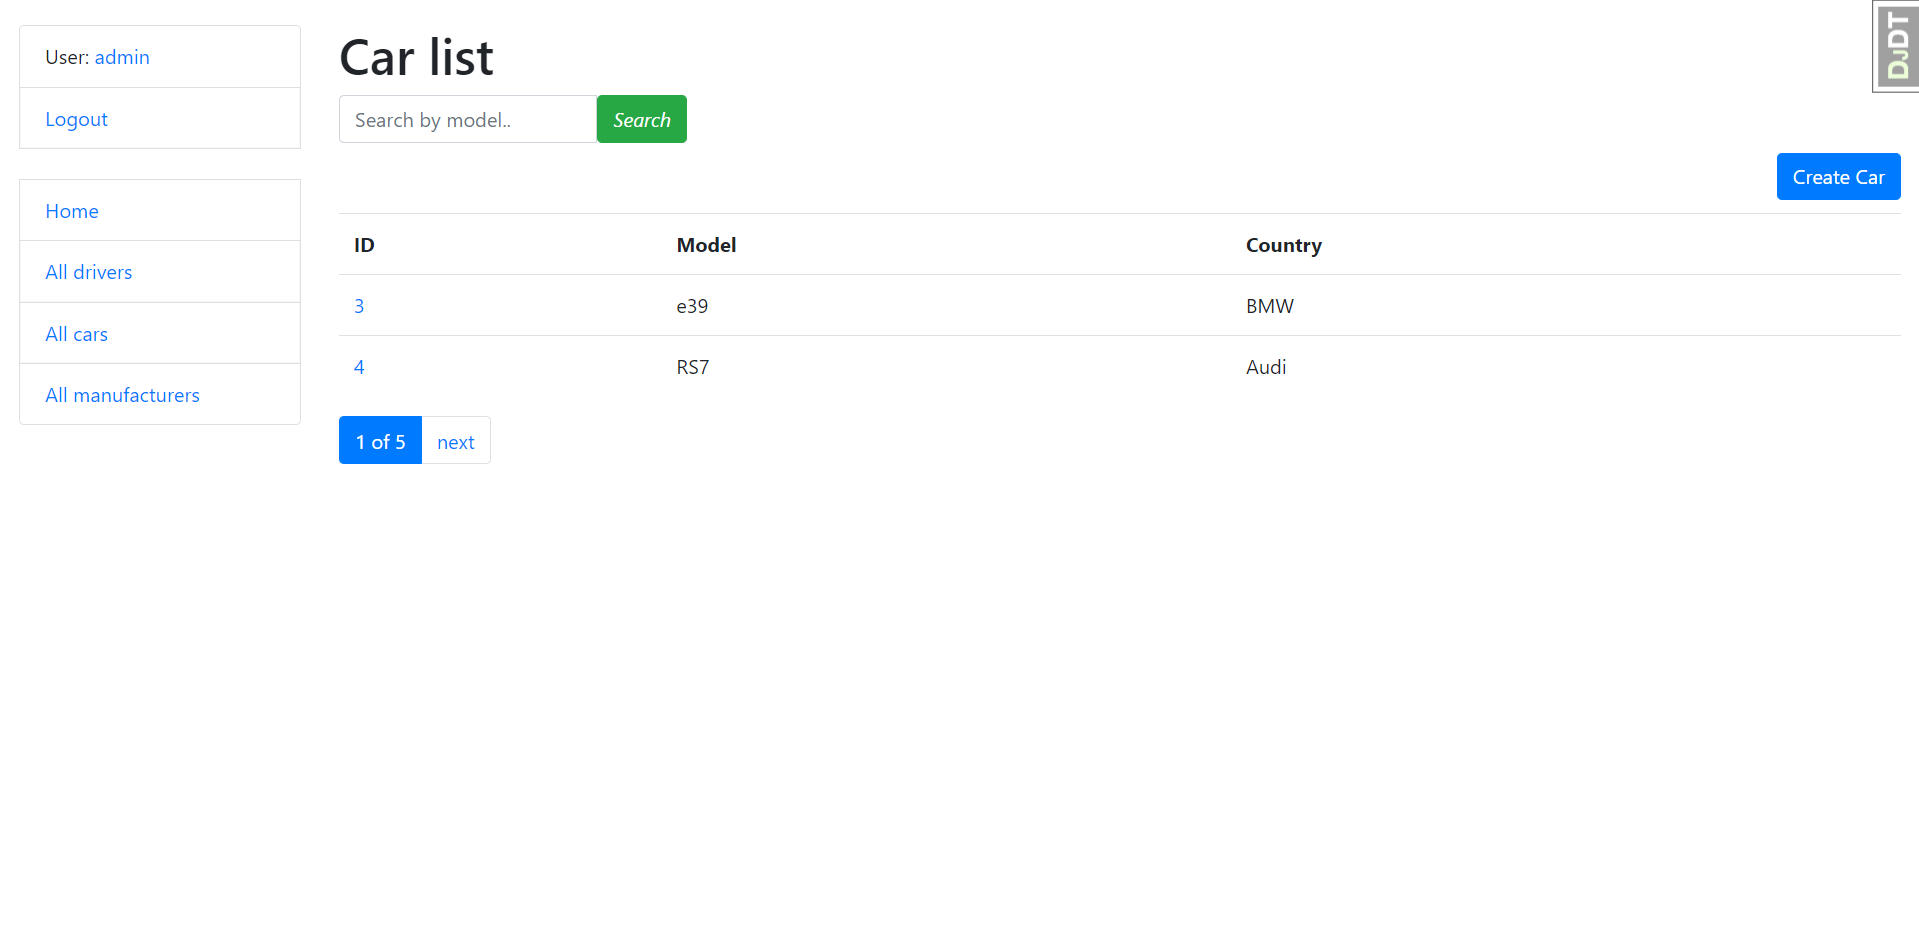 User: admin
Logout
Home
All drivers
All cars
All manufacturers
Car list
Search by model..
Search
Create Car
ID Model Country
3 e39 BMW
4 RS7 Audi
1 of 5 next
DJDT